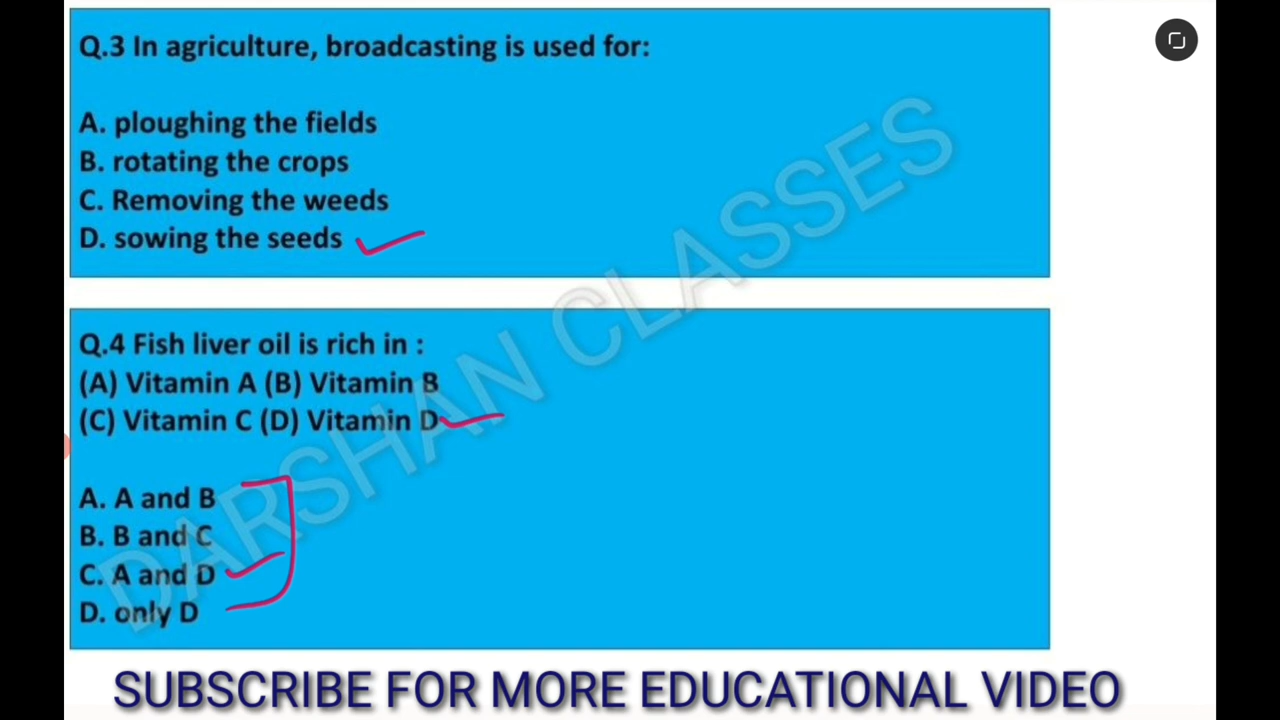 Q.3 In agriculture, broadcasting is used for:
A. ploughing the fields
B. rotating the crops
C. Removing the weeds
D. sowing the seeds
Q.4 Fish liver oil is rich in :
(A) Vitamin A (B) Vitamin B
(C) Vitamin C (D) Vitamin D
A. A and B
B. B and C
C. A and D
D. only D
DARSHAN CLASSES
SUBSCRIBE FOR MORE EDUCATIONAL VIDEO